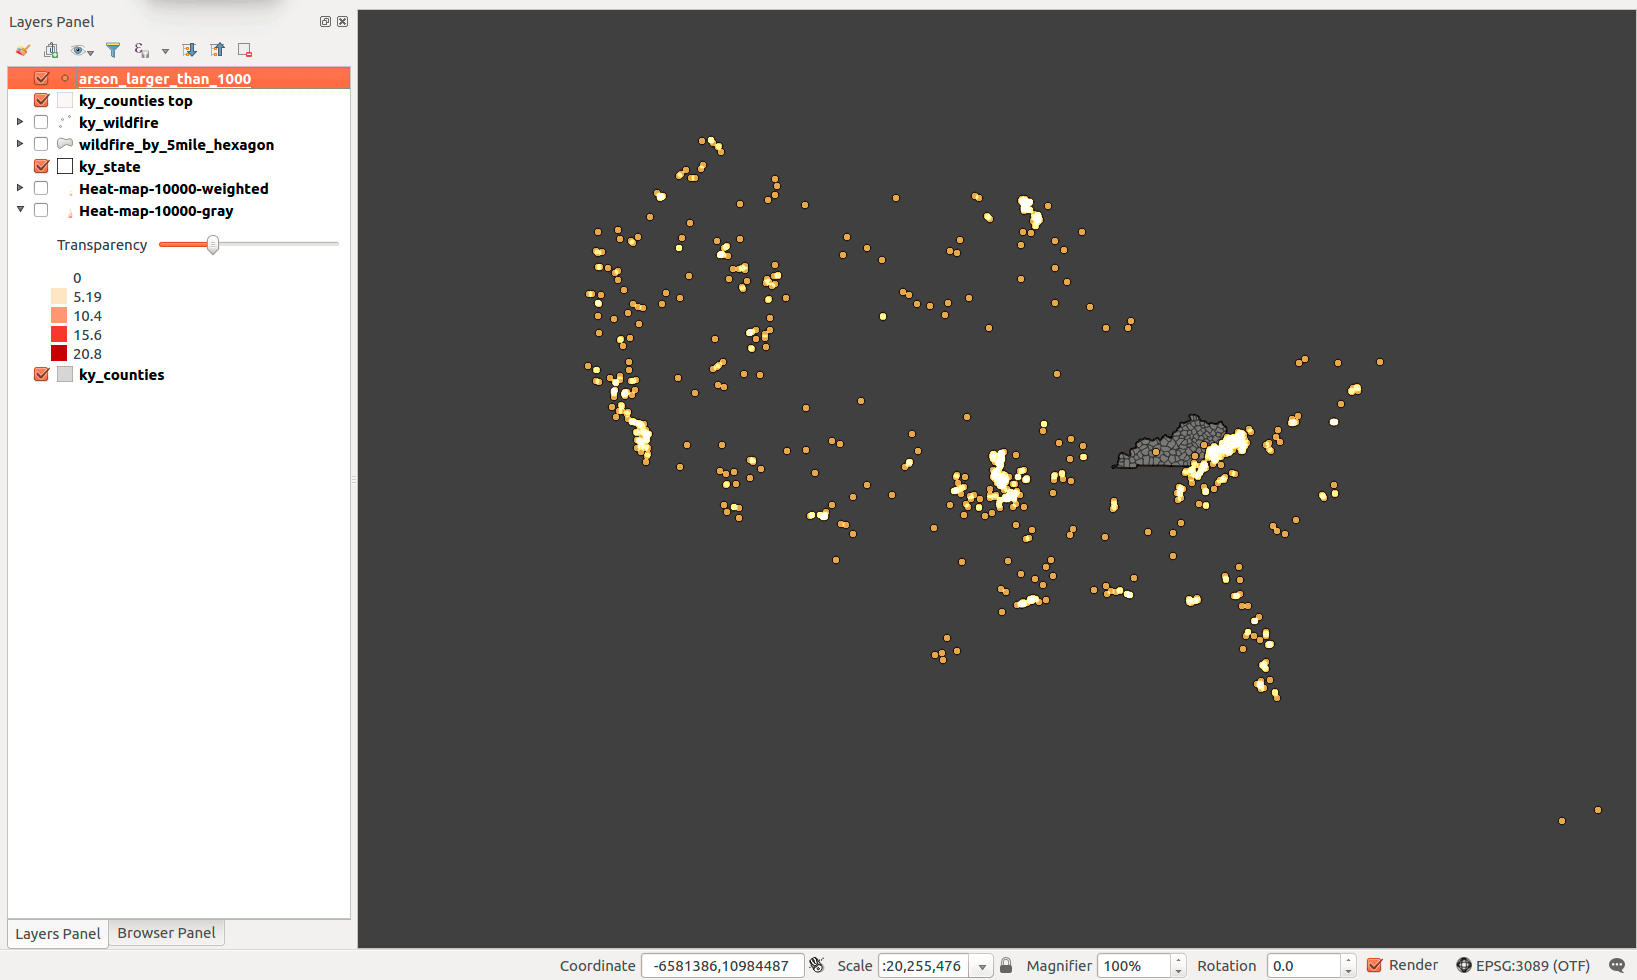 Layers Panel
arson_larger_than_1000
ky_counties top
ky_wildfire
wildfire_by_5mile_hexagon
ky_state
Heat-map-10000-weighted
Heat-map-10000-gray
Transparency
0
5.19
10.4
15.6
20.8
ky_counties
Layers Panel Browser Panel
Coordinate -6581386,10984487 Scale :20,255,476 Magnifier 100% Rotation 0.0 Render EPSG:3089 (OTF)